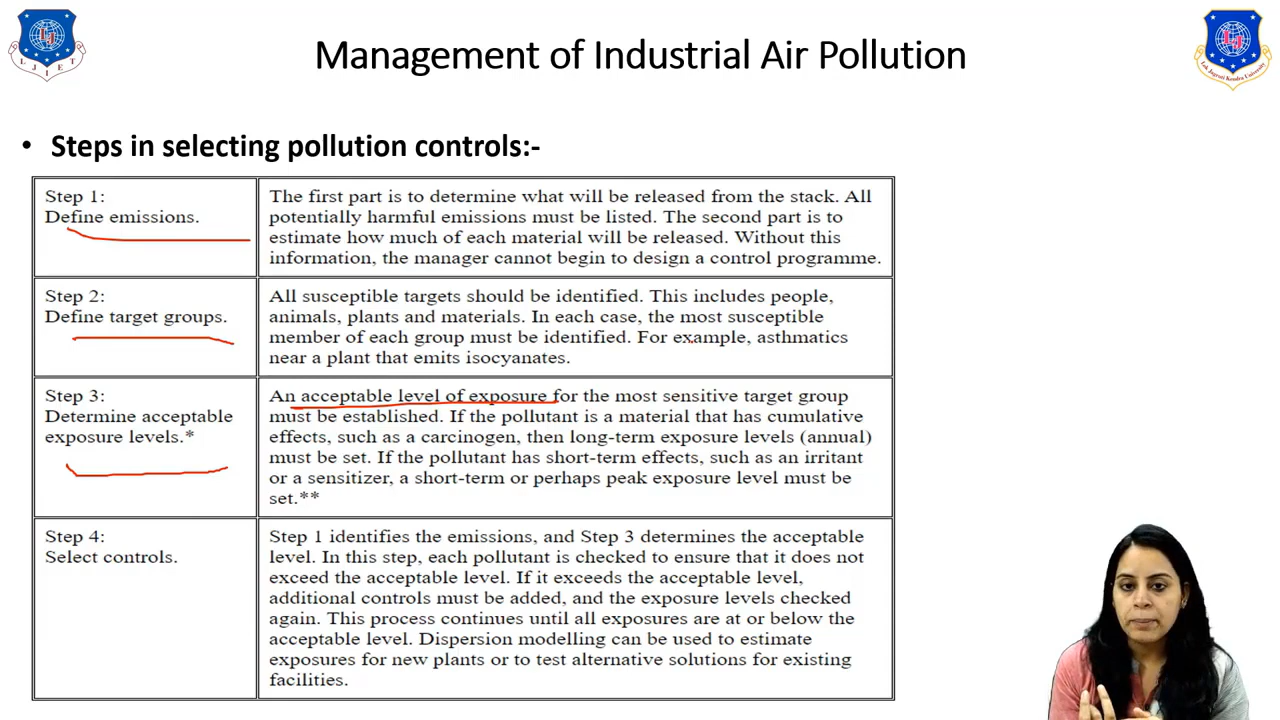 Management of Industrial Air Pollution
LJIET
Lok Jagruti Kendra University
• Steps in selecting pollution controls:-
Step 1:
Define emissions.
The first part is to determine what will be released from the stack. All
potentially harmful emissions must be listed. The second part is to
estimate how much of each material will be released. Without this
information, the manager cannot begin to design a control programme.
Step 2:
Define target groups.
All susceptible targets should be identified. This includes people,
animals, plants and materials. In each case, the most susceptible
member of each group must be identified. For example, asthmatics
near a plant that emits isocyanates.
Step 3:
Determine acceptable
exposure levels.*
An acceptable level of exposure for the most sensitive target group
must be established. If the pollutant is a material that has cumulative
effects, such as a carcinogen, then long-term exposure levels (annual)
must be set. If the pollutant has short-term effects, such as an irritant
or a sensitizer, a short-term or perhaps peak exposure level must be
set.**
Step 4:
Select controls.
Step 1 identifies the emissions, and Step 3 determines the acceptable
level. In this step, each pollutant is checked to ensure that it does not
exceed the acceptable level. If it exceeds the acceptable level,
additional controls must be added, and the exposure levels checked
again. This process continues until all exposures are at or below the
acceptable level. Dispersion modelling can be used to estimate
exposures for new plants or to test alternative solutions for existing
facilities.